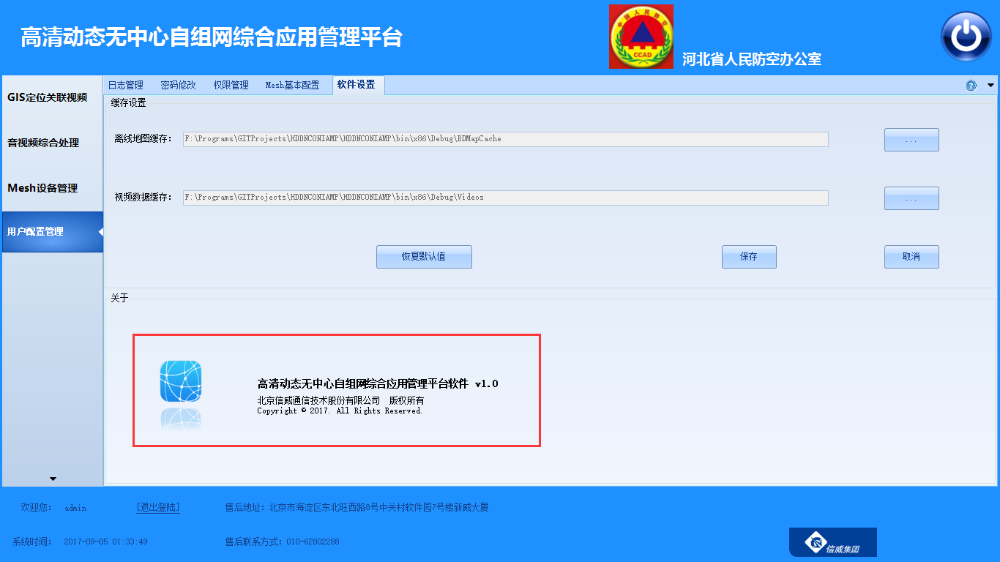 高清动态无中心自组网综合应用管理平台
中国人民防空
CCAD
河北省人民防空办公室
GIS定位关联视频
音视频综合处理
Mesh设备管理
用户配置管理
日志管理 密码修改 权限管理 Mesh基本配置 软件设置
?
缓存设置
离线地图缓存： F:\Programs\GITProjects\HDDNCONIAMP\HDDNCONIAMP\bin\x86\Debug\BDMapCache ...
视频数据缓存： F:\Programs\GITProjects\HDDNCONIAMP\HDDNCONIAMP\bin\x86\Debug\Videos ...
恢复默认值 保存 取消
关于
高清动态无中心自组网综合应用管理平台软件 v1.0
北京信威通信技术股份有限公司 版权所有
Copyright © 2017. All Rights Reserved.
欢迎您： admin [退出登陆] 售后地址：北京市海淀区东北旺西路8号中关村软件园7号楼新威大厦
系统时间： 2017-09-05 01:33:49 售后联系方式：010-62802288
信威集团